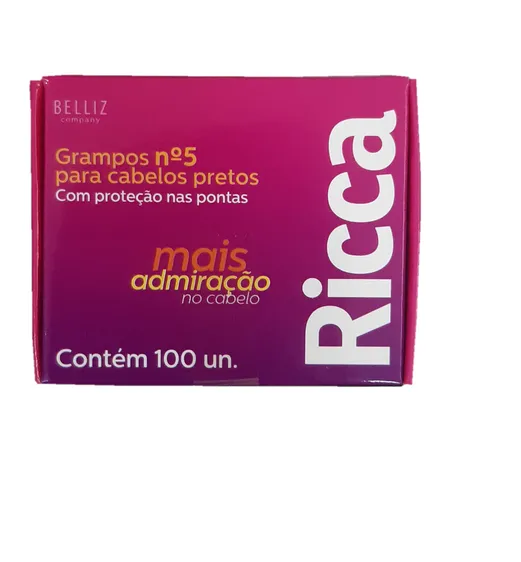 BELLIZ
company
Grampos nº5
para cabelos pretos
Com proteção nas pontas
mais
admiração
no cabelo
Contém 100 un.
Ricca